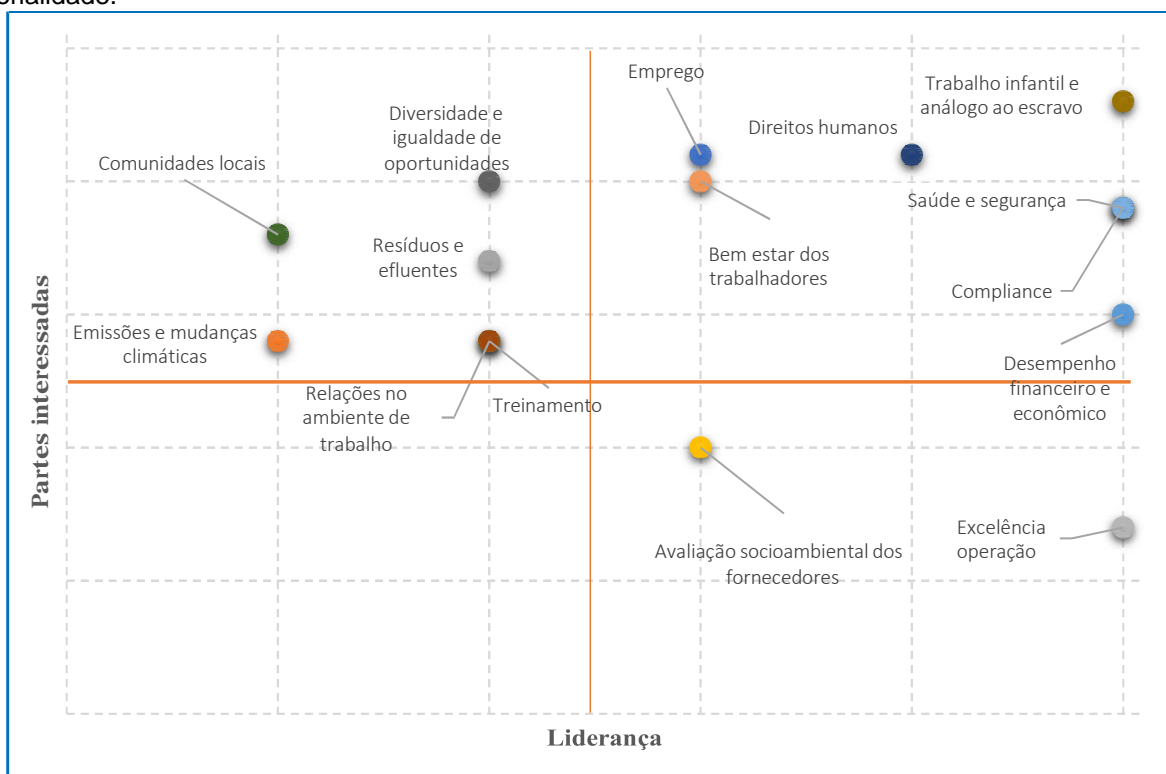 Emprego
Trabalho infantil e
análogo ao escravo
Diversidade e
igualdade de
oportunidades
Direitos humanos
Comunidades locais
Saúde e segurança
Resíduos e
efluentes
Bem estar dos
trabalhadores
Compliance
Emissões e mudanças
climáticas
Desempenho
financeiro e
econômico
Relações no
ambiente de
trabalho
Treinamento
Partes interessadas
Avaliação socioambiental dos
fornecedores
Excelência
operação
Liderança